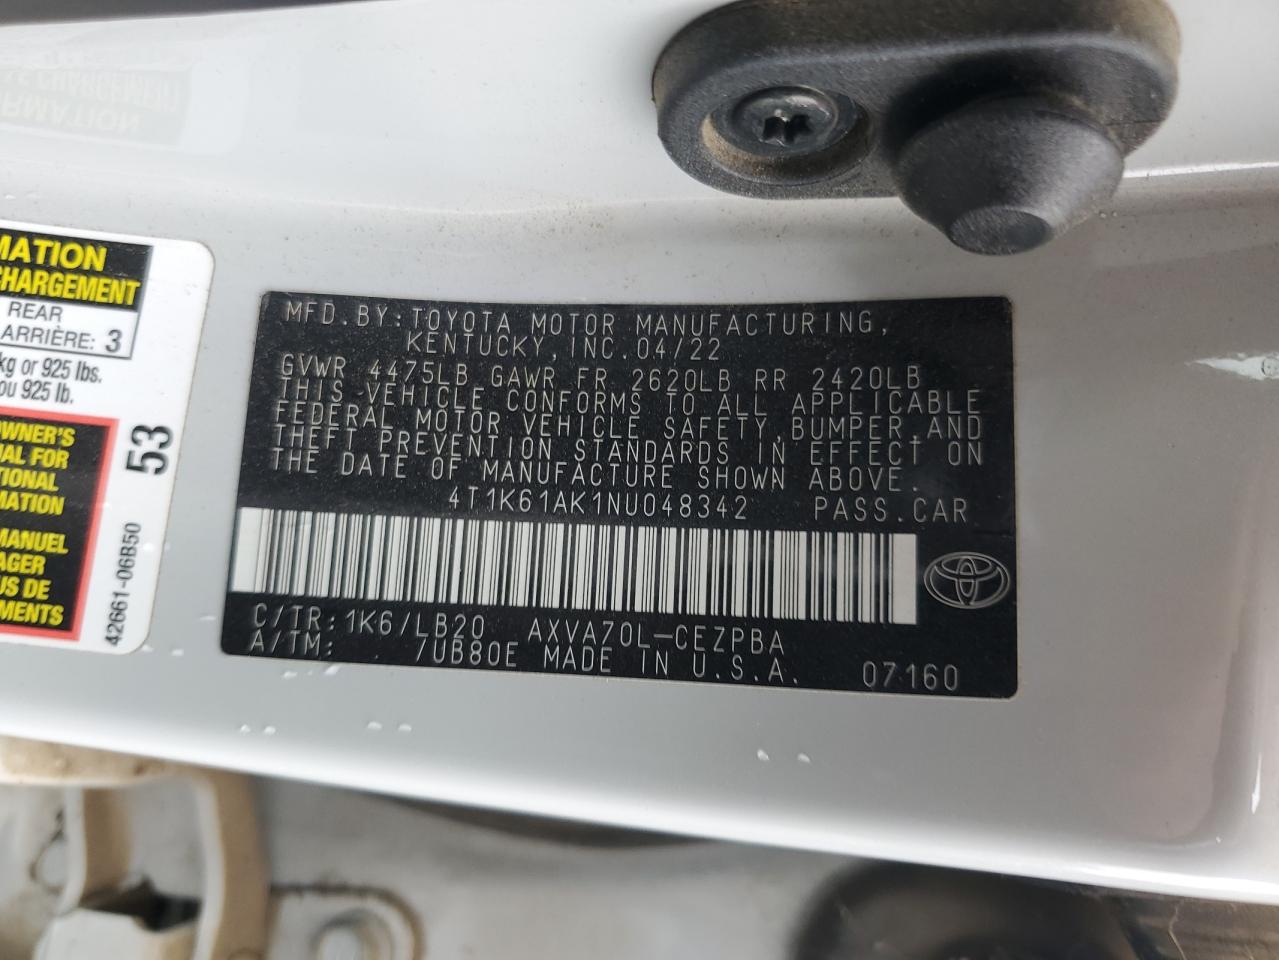 MATION
CHARGEMENT
REAR
ARRIÈRE: 3
kg or 925 lbs.
ou 925 lb.
OWNER'S
AL FOR
TIONAL
MATION
MANUEL
AGER
US DE
MENTS
53
42661-06B50
MFD. BY: TOYOTA MOTOR MANUFACTURING,
KENTUCKY, INC. 04/22
GVWR 4475LB GAWR FR 2620LB RR 2420LB
THIS VEHICLE CONFORMS TO ALL APPLICABLE
FEDERAL MOTOR VEHICLE SAFETY, BUMPER, AND
THEFT PREVENTION STANDARDS IN EFFECT ON
THE DATE OF MANUFACTURE SHOWN ABOVE.
4T1K61AK1NU048342 PASS. CAR
C/TR: 1K6/LB20 AXVA70L-CEZPBA
A/TM: /UB80E MADE IN U.S.A. 07160